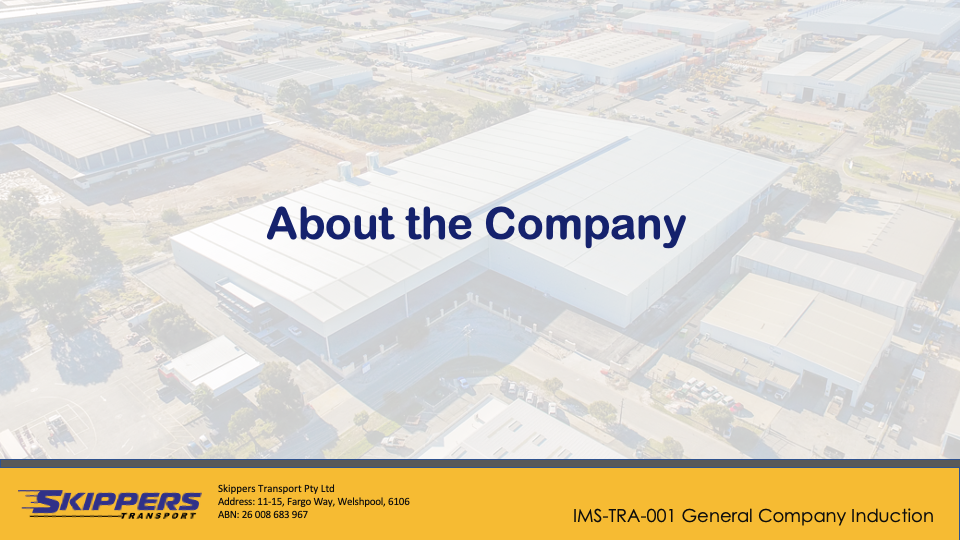 About the Company
SKIPPERS
TRANSPORT
Skippers Transport Pty Ltd
Address: 11-15, Fargo Way, Welshpool, 6106
ABN: 26 008 683 967
IMS-TRA-001 General Company Induction